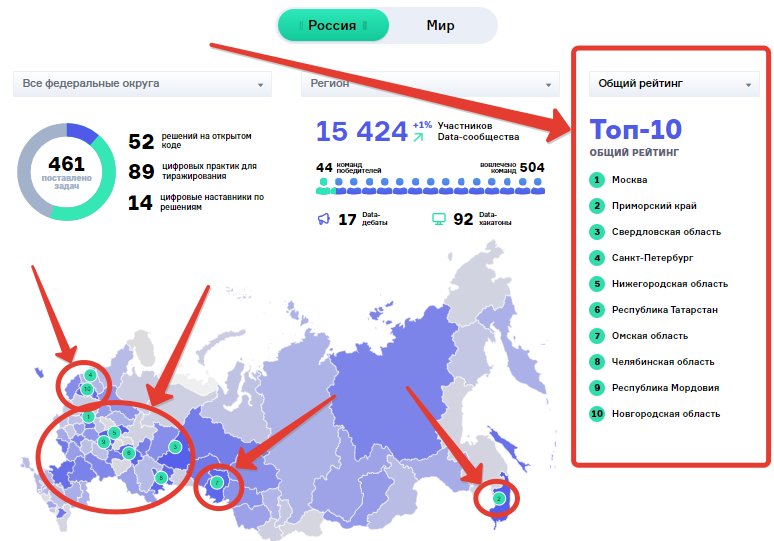 Россия
Мир
Все федеральные округа
Регион
Общий рейтинг
461
поставлено
задач
52
решений на открытом
коде
89
цифровых практик для
тиражирования
14
цифровые наставники по
решениям
15 424
+1%
Участников
Data-сообщества
44
команд
победителей
вовлечено
команд
504
17
Data-
дебаты
92
Data-
хакатоны
Топ-10
ОБЩИЙ РЕЙТИНГ
1 Москва
2 Приморский край
3 Свердловская область
4 Санкт-Петербург
5 Нижегородская область
6 Республика Татарстан
7 Омская область
8 Челябинская область
9 Республика Мордовия
10 Новгородская область
4
10
1
5
9
3
7
2